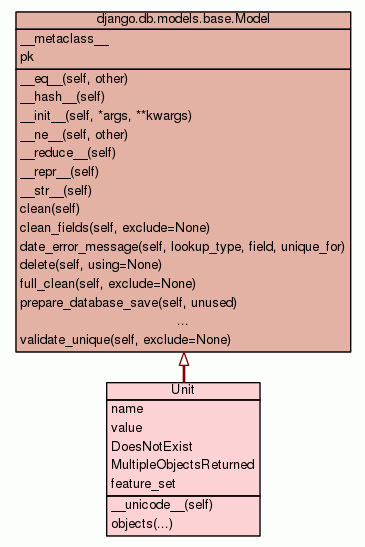 django.db.models.base.Model
__metaclass__
pk
__eq__(self, other)
__hash__(self)
__init__(self, *args, **kwargs)
__ne__(self, other)
__reduce__(self)
__repr__(self)
__str__(self)
clean(self)
clean_fields(self, exclude=None)
date_error_message(self, lookup_type, field, unique_for)
delete(self, using=None)
full_clean(self, exclude=None)
prepare_database_save(self, unused)
...
validate_unique(self, exclude=None)
Unit
name
value
DoesNotExist
MultipleObjectsReturned
feature_set
__unicode__(self)
objects(...)